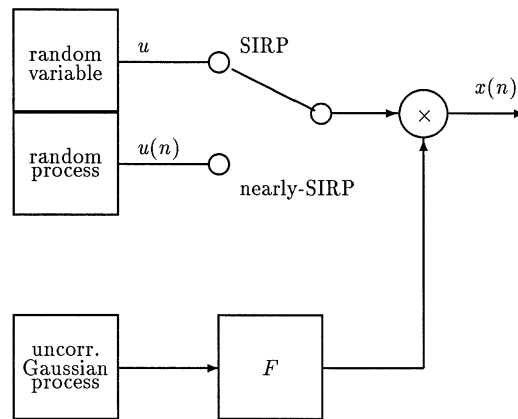 random
variable
u
SIRP
x(n)
×
random
process
u(n)
nearly-SIRP
uncorr.
Gaussian
process
F